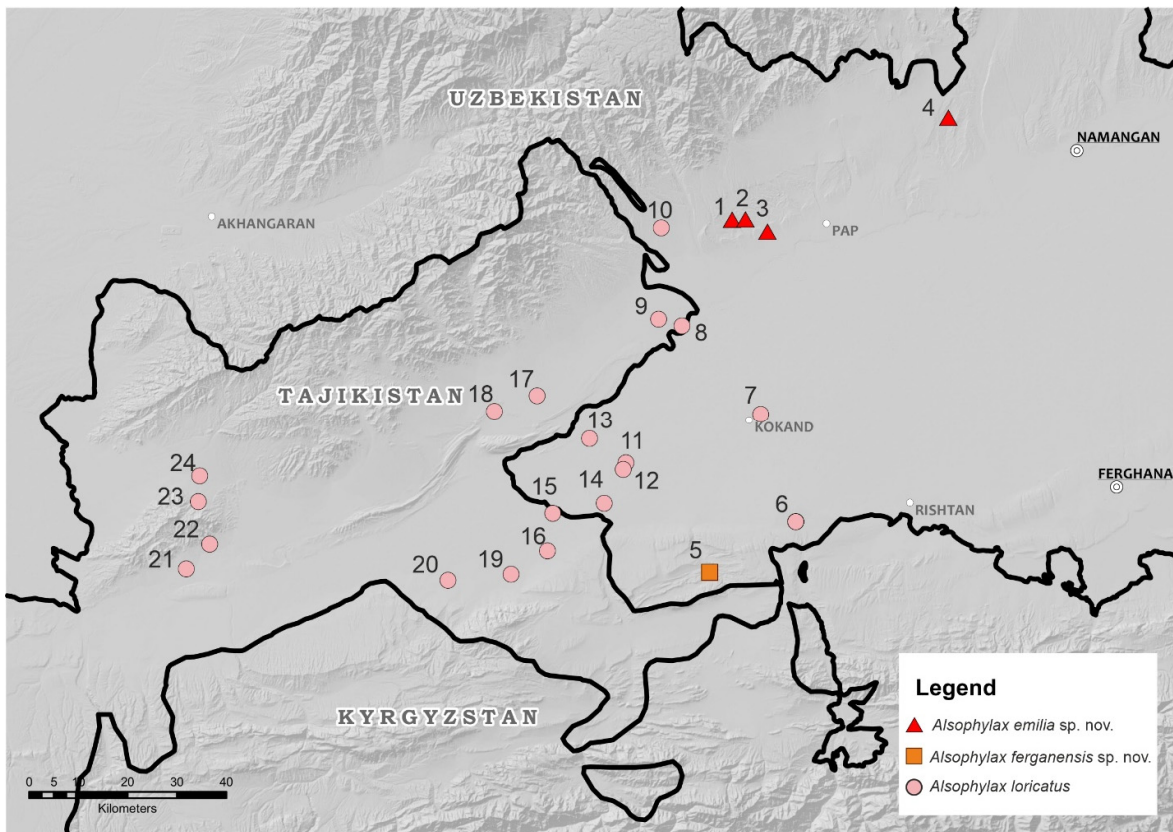 UZBEKISTAN
4
NAMANGAN
AKHANGARAN
10
1
2
3
PAP
9
8
TAJIKISTAN
18
17
7
KOKAND
13
11
12
24
23
14
15
FERGHANA
6
RISHTAN
22
21
16
5
20
19
Legend
Alsophylax emilia sp. nov.
Alsophylax ferganensis sp. nov.
Alsophylax loricatus
KYRGYZSTAN
0 5 10 20 30 40
Kilometers